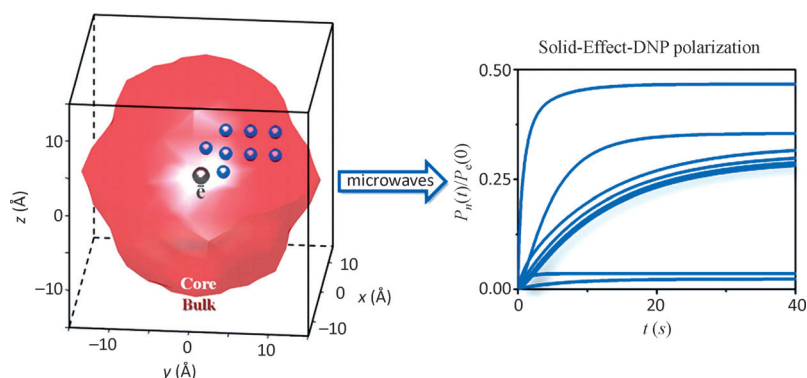 10
0
−10
z (Å)
ē
Core
Bulk
10
0
−10
x (Å)
−10
0
10
y (Å)
microwaves
Solid-Effect-DNP polarization
0.50
0.25
0.00
Pₙ(t)/Pₑ(0)
0
20
40
t (s)